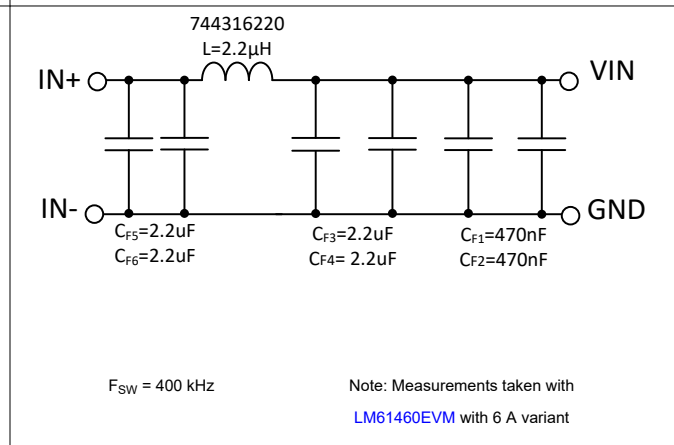 744316220
L=2.2µH
IN+
VIN
IN-
GND
CF5=2.2uF
CF6=2.2uF
CF3=2.2uF
CF4= 2.2uF
CF1=470nF
CF2=470nF
FSW = 400 kHz
Note: Measurements taken with
LM61460EVM with 6 A variant